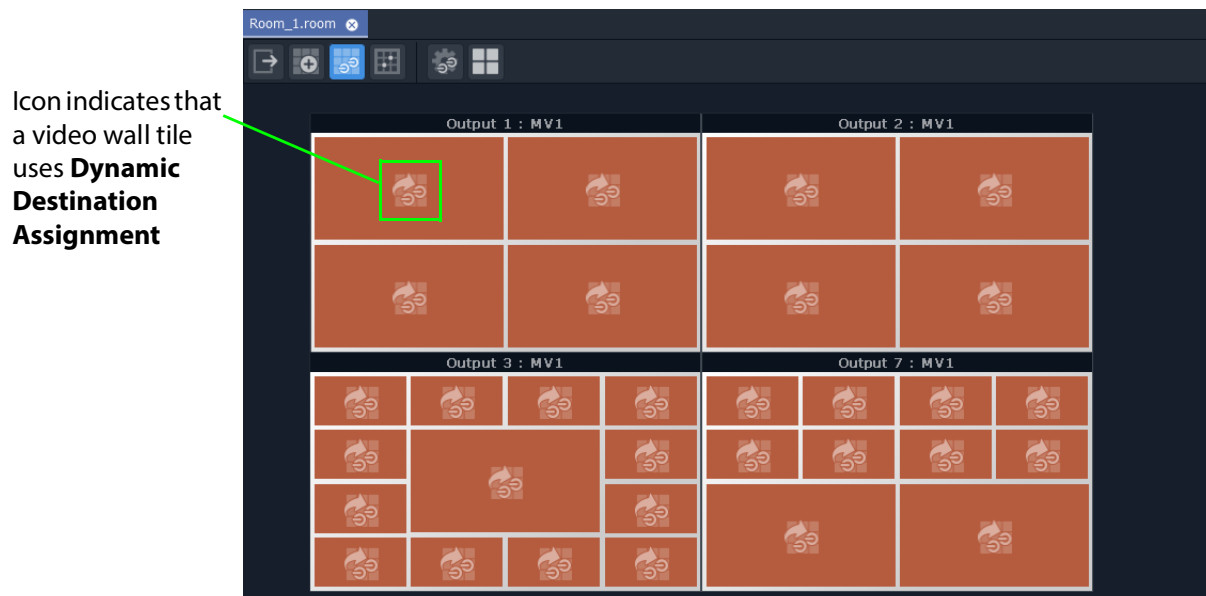 Room_1.room
Icon indicates that
a video wall tile
uses Dynamic
Destination
Assignment
Output 1 : MV1
Output 2 : MV1
Output 3 : MV1
Output 7 : MV1